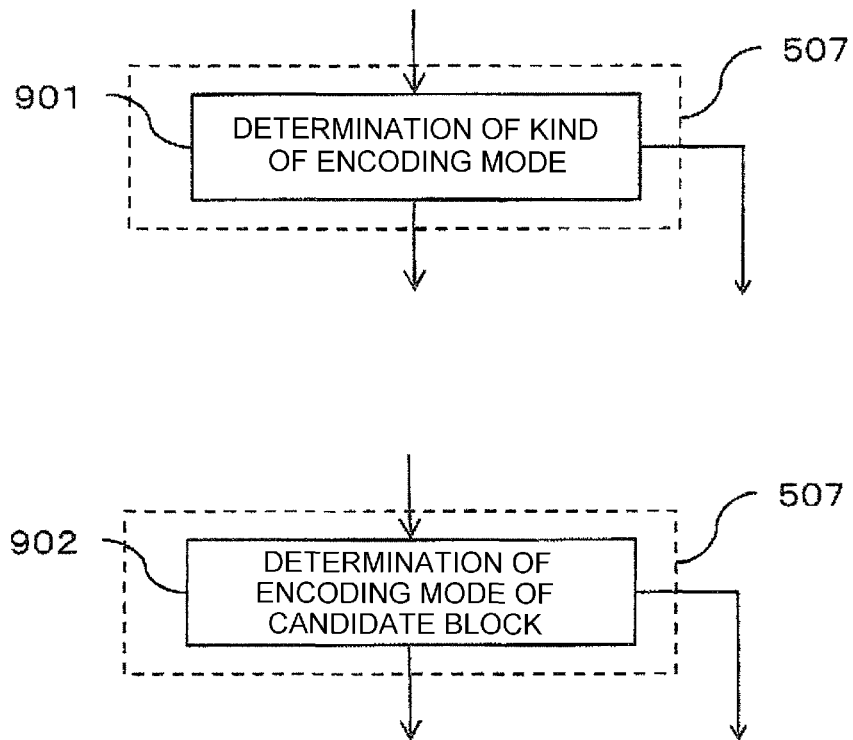 507
901
DETERMINATION OF KIND
OF ENCODING MODE
507
902
DETERMINATION OF
ENCODING MODE OF
CANDIDATE BLOCK